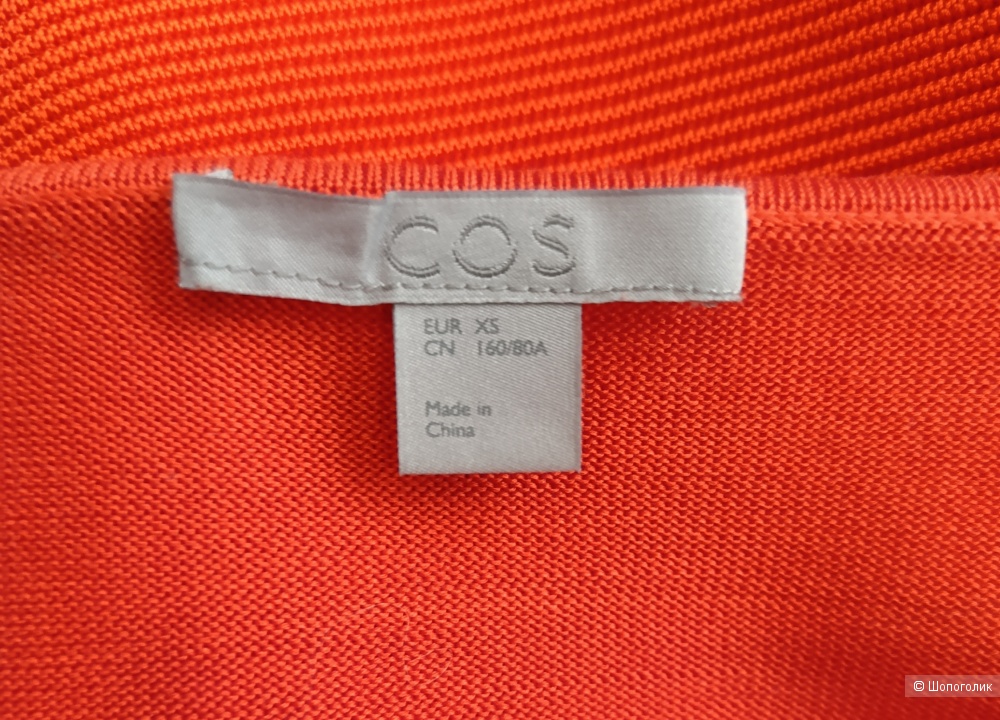 COS
EUR XS
CN 160/80A
Made in
China
© Шопоголик